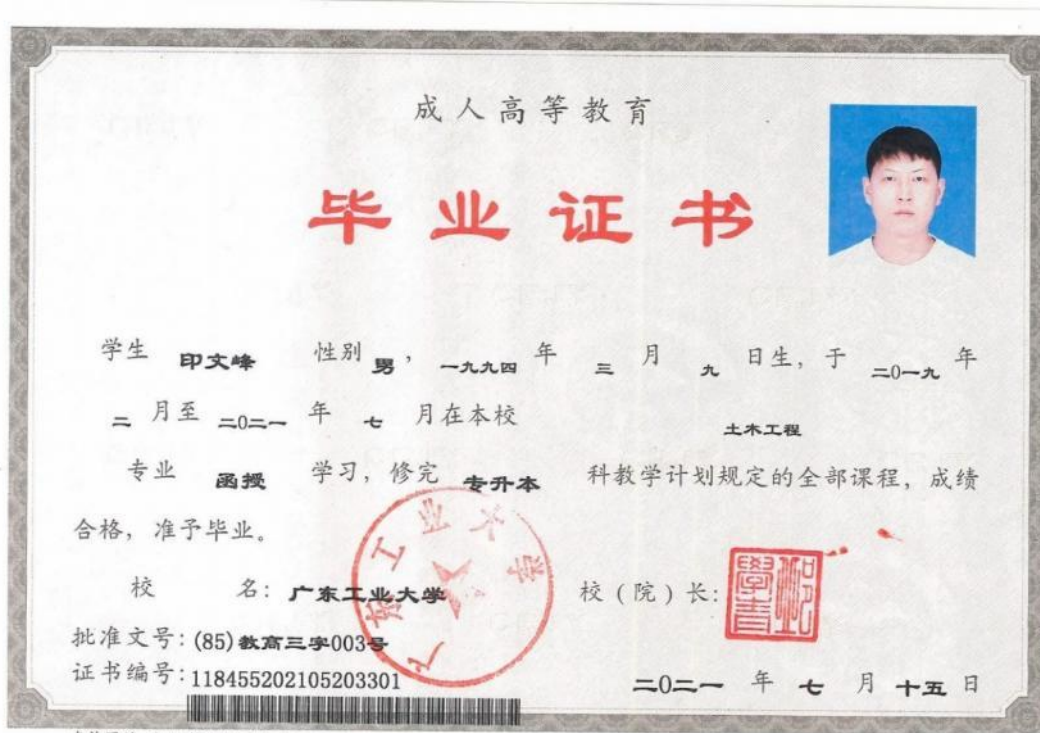 成人高等教育
毕业证书
学生 印文峰 性别 男, 一九九四 年 三 月 九 日生, 于 二0一九 年
二 月至 二0二一 年 七 月在本校 土木工程
专业 函授 学习, 修完 专升本 科教学计划规定的全部课程, 成绩
合格, 准予毕业。
广东工业大学
校 名: 广东工业大学 校(院)长:
批准文号: (85)教高三字003号
证书编号: 118455202105203301
二0二一 年 七 月 十五 日